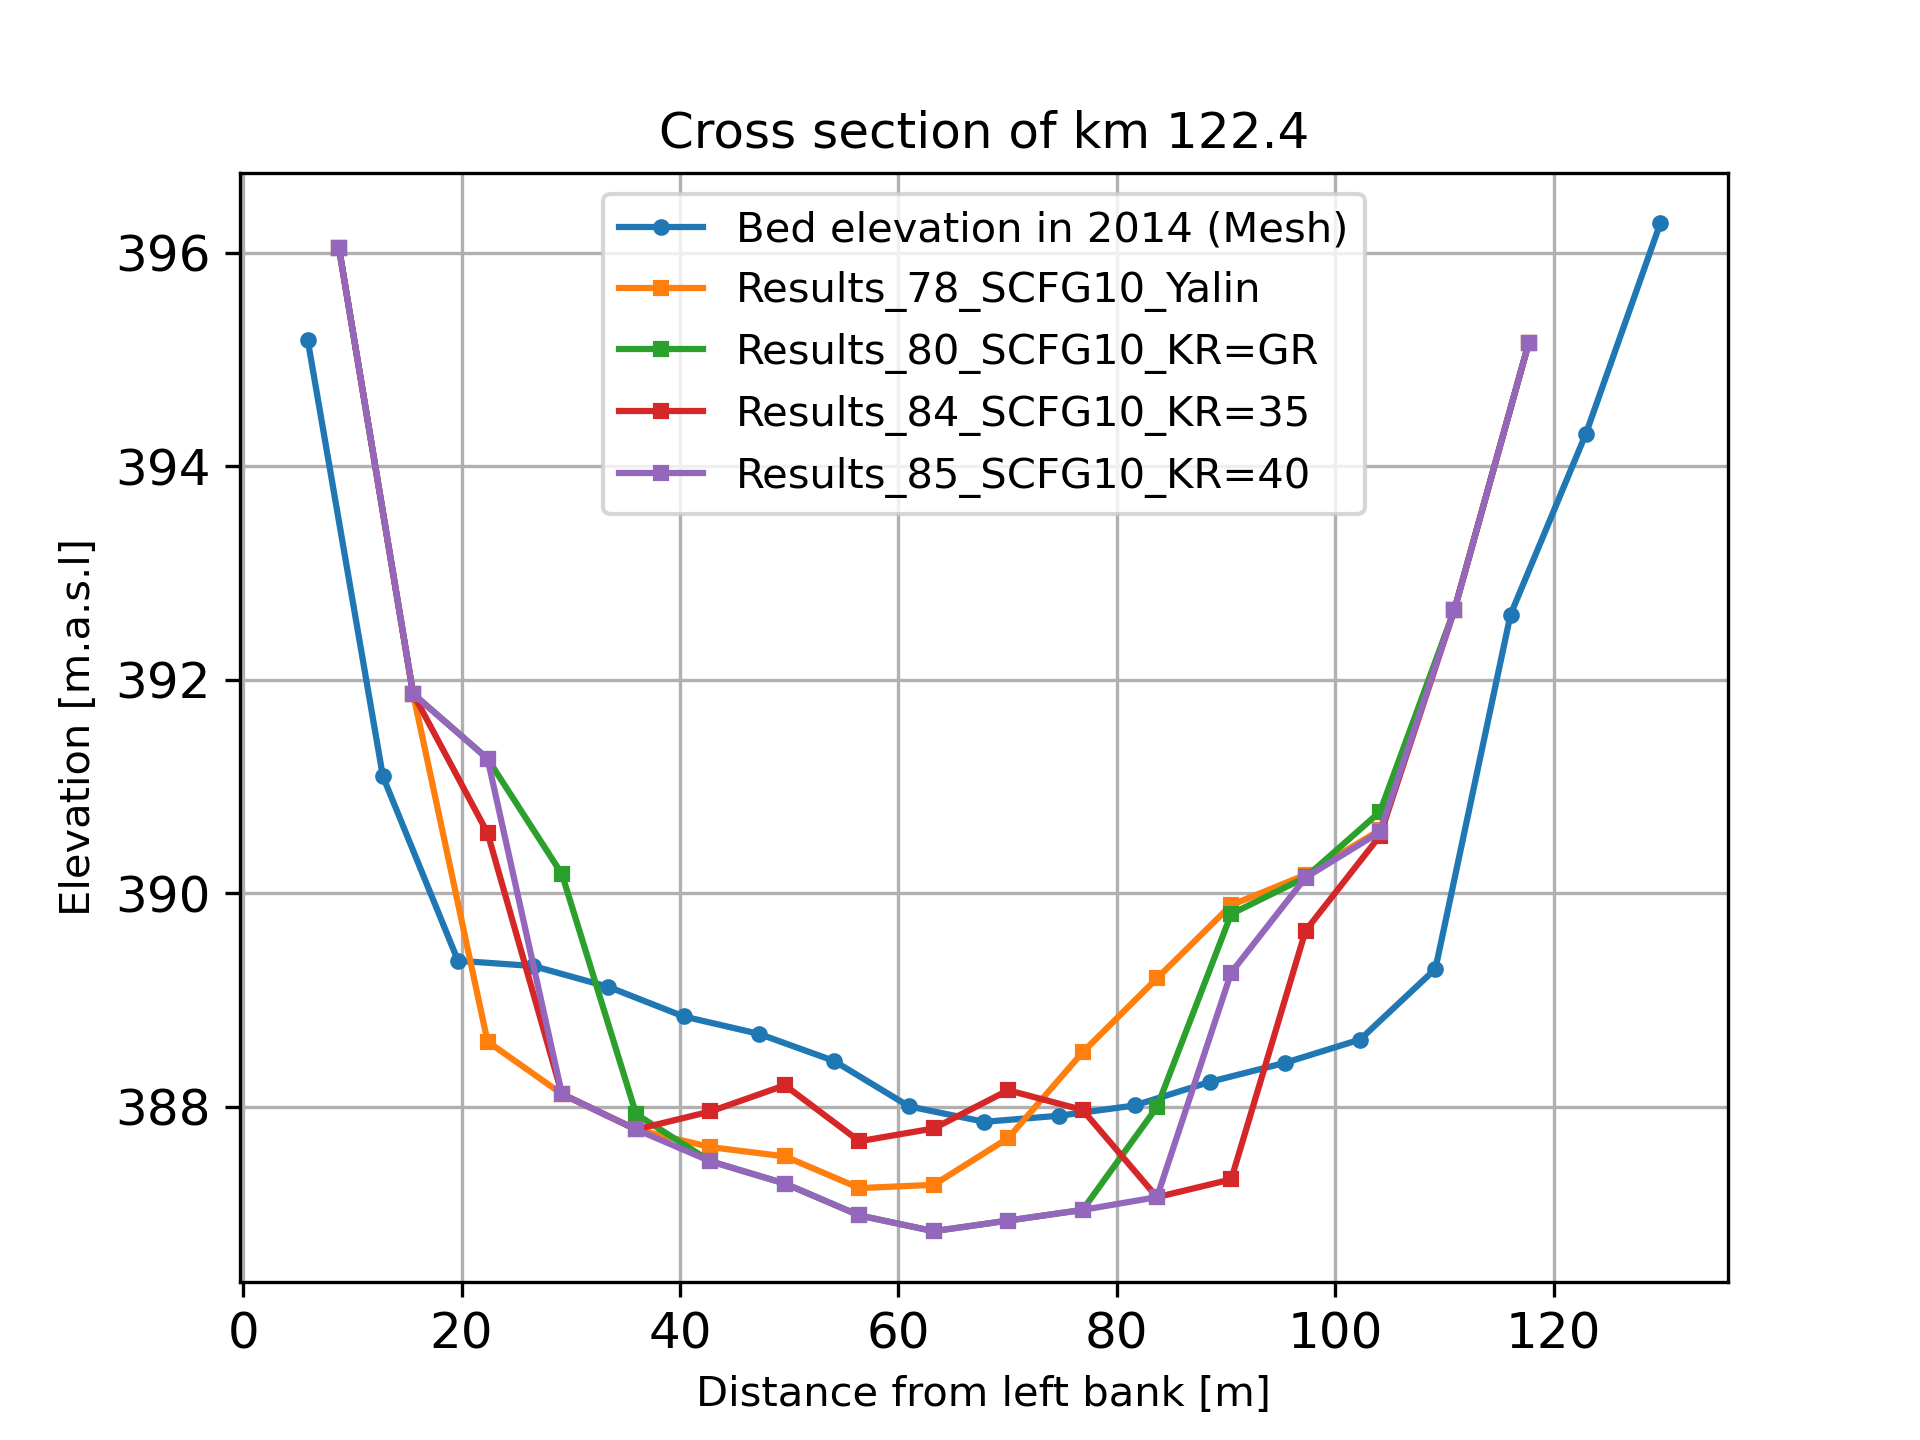 Cross section of km 122.4
Bed elevation in 2014 (Mesh)
Results_78_SCFG10_Yalin
Results_80_SCFG10_KR=GR
Results_84_SCFG10_KR=35
Results_85_SCFG10_KR=40
Elevation [m.a.s.l]
396
394
392
390
388
0 20 40 60 80 100 120
Distance from left bank [m]